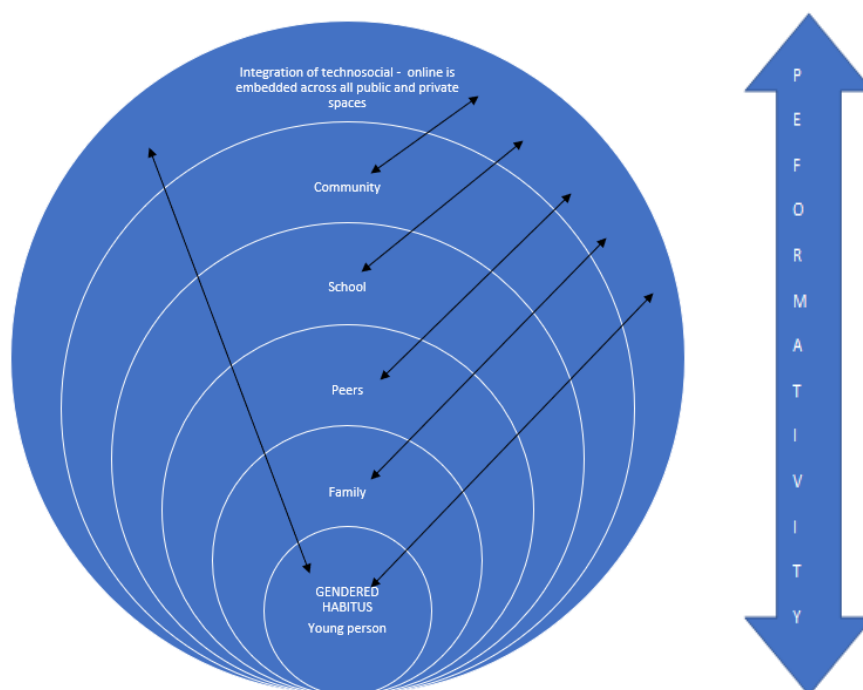 Integration of technosocial - online is
embedded across all public and private
spaces
Community
School
Peers
Family
GENDERED
HABITUS
Young person
P
E
F
O
R
M
A
T
I
V
I
T
Y